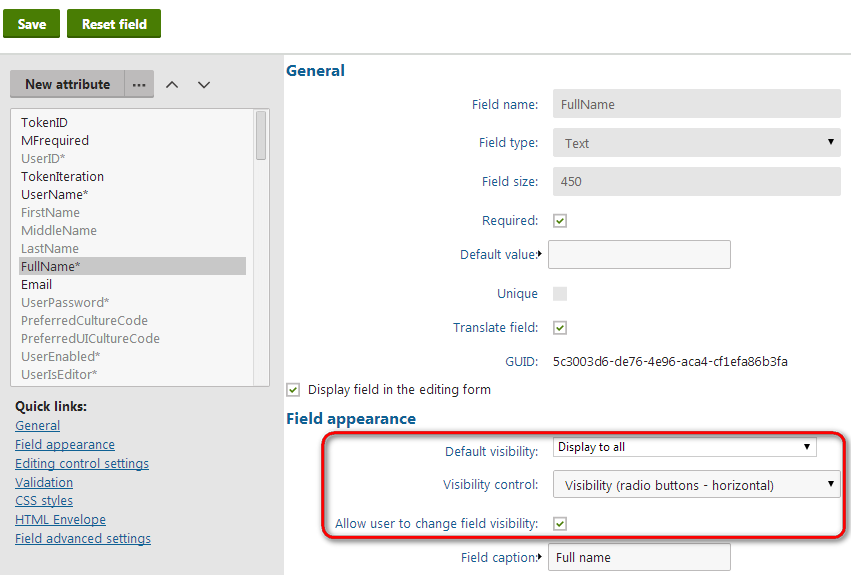 Save Reset field
New attribute ...
TokenID
MFrequired
UserID*
TokenIteration
UserName*
FirstName
MiddleName
LastName
FullName*
Email
UserPassword*
PreferredCultureCode
PreferredUICultureCode
UserEnabled*
UserIsEditor*
Quick links:
General
Field appearance
Editing control settings
Validation
CSS styles
HTML Envelope
Field advanced settings
General
Field name: FullName
Field type: Text
Field size: 450
Required:
Default value:
Unique
Translate field:
GUID: 5c3003d6-de76-4e96-aca4-cf1efa86b3fa
Display field in the editing form
Field appearance
Default visibility: Display to all
Visibility control: Visibility (radio buttons - horizontal)
Allow user to change field visibility:
Field caption: Full name